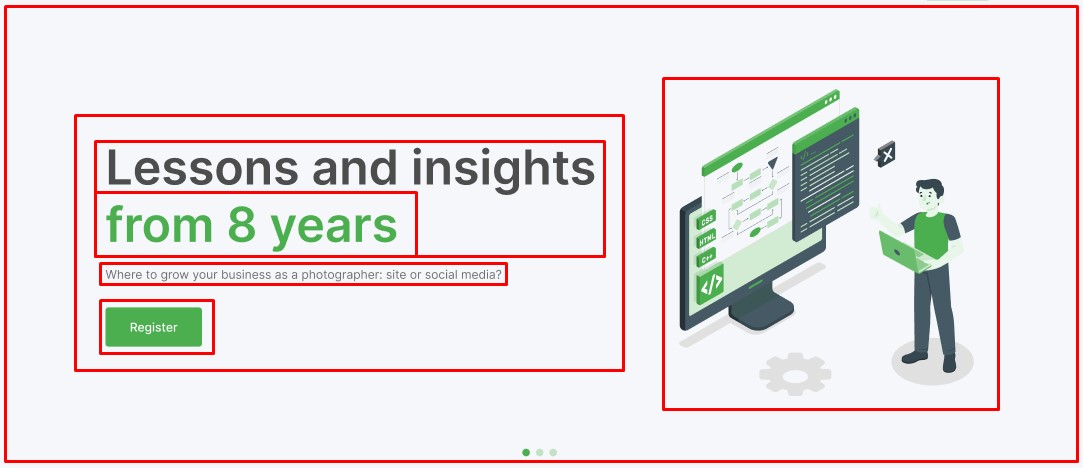 Lessons and insights
from 8 years
Where to grow your business as a photographer: site or social media?
Register
CSS
HTML
C++
</>